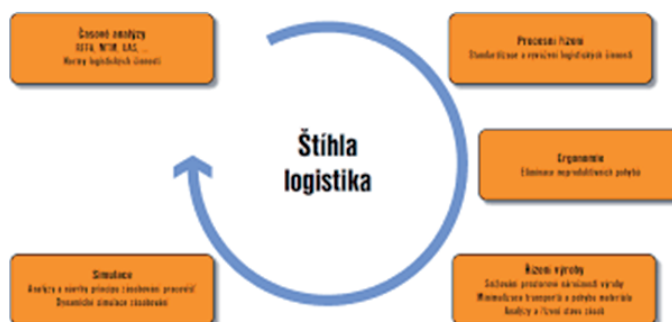 Časové analýzy
REFA, MTM, UAS, ...
Normy logistických činností
Procesní řízení
Standardizace a vyvážení logistických činností
Štíhla
logistika
Ergonomie
Eliminace neproduktivních pohybů
Simulace
Analýzy a návrhy principu zásobování pracovišť
Dynamické simulace zásobování
Řízení výroby
Snižování prostorové náročnosti výroby
Minimalizace transportů a pohybu materiálu
Analýzy a řízení stavu zásob